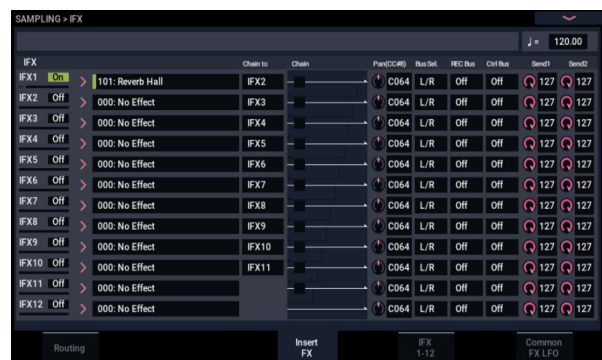 SAMPLING > IFX
♩ = 120.00
IFX Chain to Chain Pan(CC#8) Bus Sel. REC Bus Ctrl Bus Send1 Send2
IFX1 On 101: Reverb Hall IFX2 C064 L/R Off Off 127 127
IFX2 Off 000: No Effect IFX3 C064 L/R Off Off 127 127
IFX3 Off 000: No Effect IFX4 C064 L/R Off Off 127 127
IFX4 Off 000: No Effect IFX5 C064 L/R Off Off 127 127
IFX5 Off 000: No Effect IFX6 C064 L/R Off Off 127 127
IFX6 Off 000: No Effect IFX7 C064 L/R Off Off 127 127
IFX7 Off 000: No Effect IFX8 C064 L/R Off Off 127 127
IFX8 Off 000: No Effect IFX9 C064 L/R Off Off 127 127
IFX9 Off 000: No Effect IFX10 C064 L/R Off Off 127 127
IFX10 Off 000: No Effect IFX11 C064 L/R Off Off 127 127
IFX11 Off 000: No Effect C064 L/R Off Off 127 127
IFX12 Off 000: No Effect C064 L/R Off Off 127 127
Routing Insert FX IFX 1-12 Common FX LFO